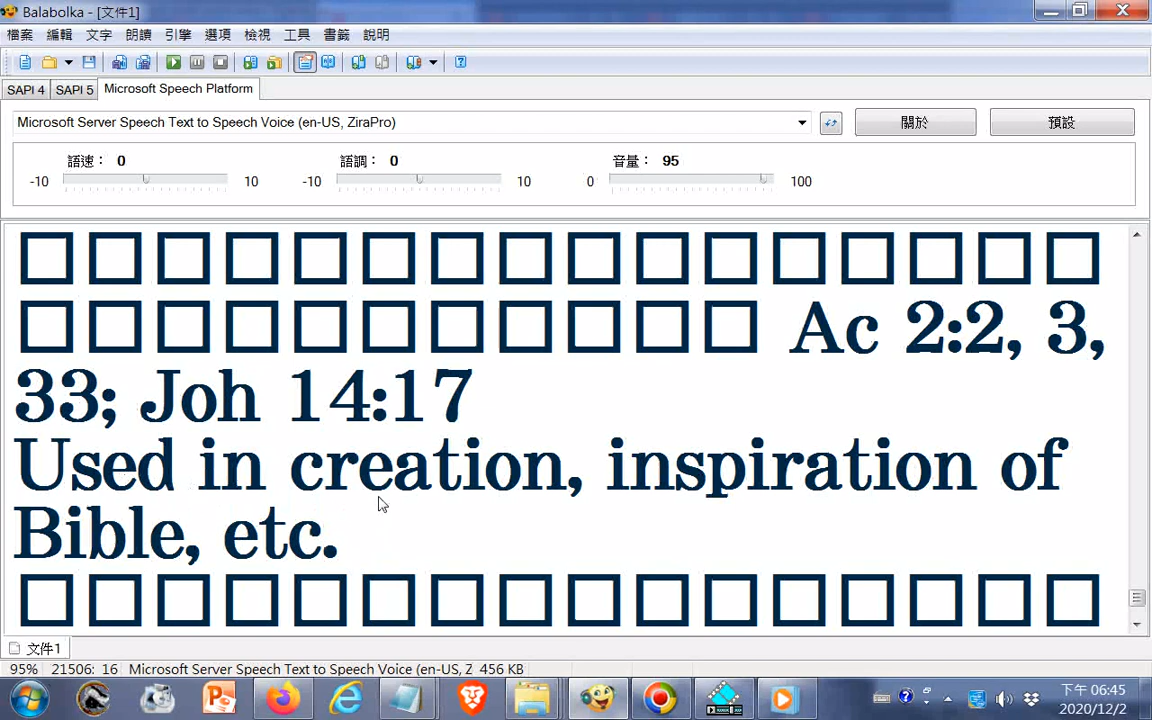 Balabolka - [文件1]
檔案 編輯 文字 朗讀 引擎 選項 檢視 工具 書籤 說明
SAPI 4 SAPI 5 Microsoft Speech Platform
Microsoft Server Speech Text to Speech Voice (en-US, ZiraPro) 關於 預設
語速： 0 語調： 0 音量： 95
-10 10 -10 10 0 100
□□□□□□□□□□□□□□□□
□□□□□□□□□□□ Ac 2:2, 3,
33; Joh 14:17
Used in creation, inspiration of
Bible, etc.
□□□□□□□□□□□□□□□□
文件1
95% 21506: 16 Microsoft Server Speech Text to Speech Voice (en-US, Z 456 KB
下午 06:45
2020/12/2